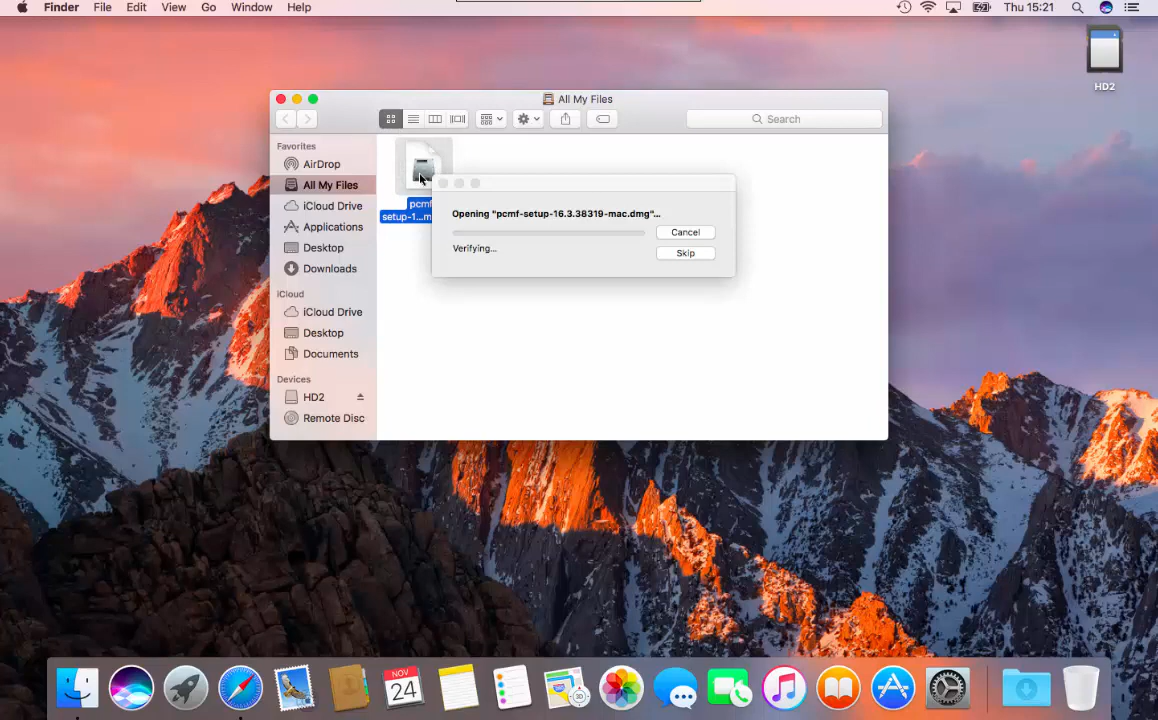 Finder File Edit View Go Window Help Thu 15:21
HD2
All My Files
Search
Favorites
AirDrop
All My Files
iCloud Drive
Applications
Desktop
Downloads
iCloud
iCloud Drive
Desktop
Documents
Devices
HD2
Remote Disc
pcmf
setup-1...m
Opening "pcmf-setup-16.3.38319-mac.dmg"...
Cancel
Verifying...
Skip
NOV
24
3D